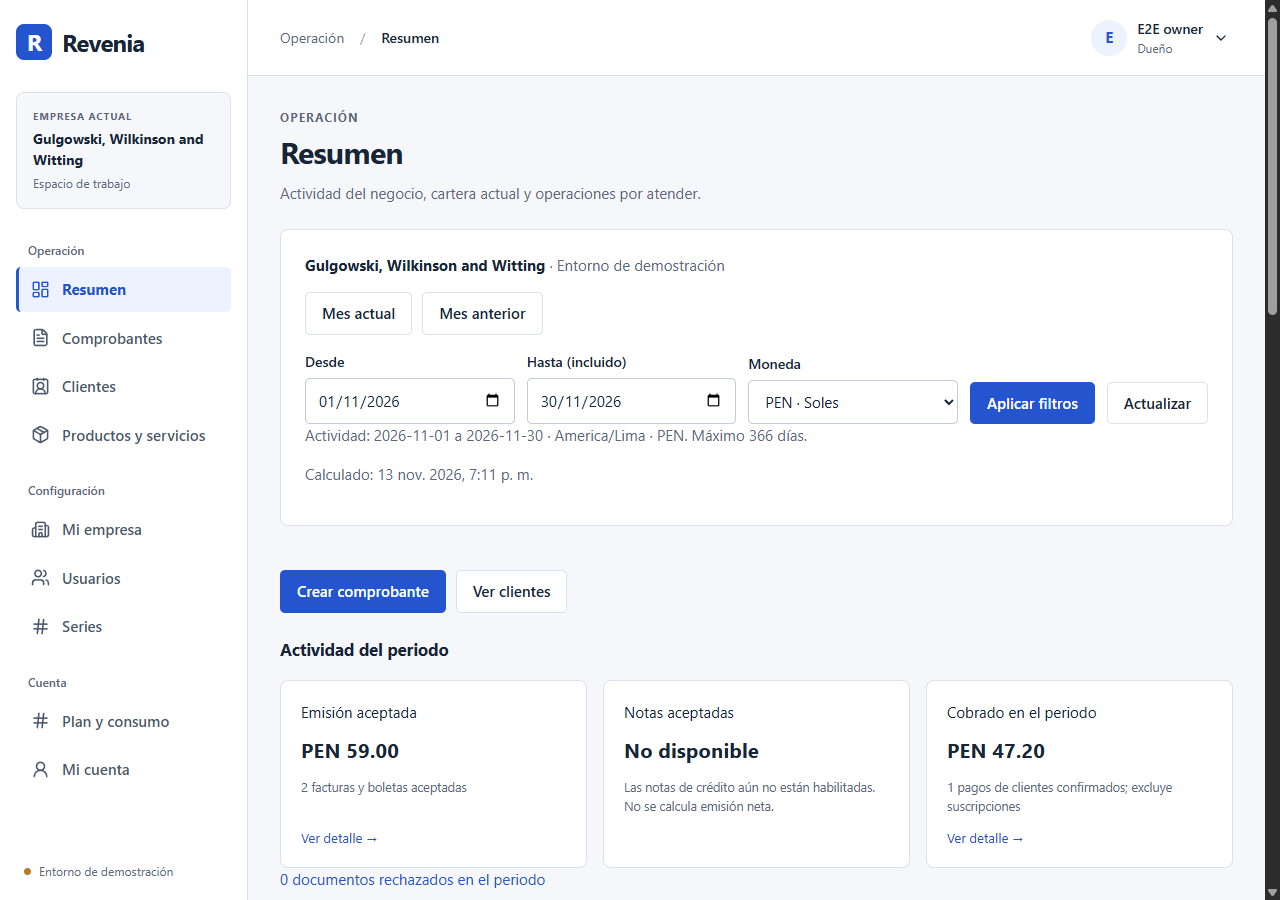 R Revenia
EMPRESA ACTUAL
Gulgowski, Wilkinson and
Witting
Espacio de trabajo
Operación
Resumen
Comprobantes
Clientes
Productos y servicios
Configuración
Mi empresa
Usuarios
Series
Cuenta
Plan y consumo
Mi cuenta
Entorno de demostración
Operación / Resumen
E
E2E owner
Dueño
OPERACIÓN
Resumen
Actividad del negocio, cartera actual y operaciones por atender.
Gulgowski, Wilkinson and Witting · Entorno de demostración
Mes actual
Mes anterior
Desde
Hasta (incluido)
Moneda
01/11/2026
30/11/2026
PEN · Soles
Aplicar filtros
Actualizar
Actividad: 2026-11-01 a 2026-11-30 · America/Lima · PEN. Máximo 366 días.
Calculado: 13 nov. 2026, 7:11 p. m.
Crear comprobante
Ver clientes
Actividad del periodo
Emisión aceptada
PEN 59.00
2 facturas y boletas aceptadas
Ver detalle →
Notas aceptadas
No disponible
Las notas de crédito aún no están habilitadas.
No se calcula emisión neta.
Cobrado en el periodo
PEN 47.20
1 pagos de clientes confirmados; excluye
suscripciones
Ver detalle →
0 documentos rechazados en el periodo